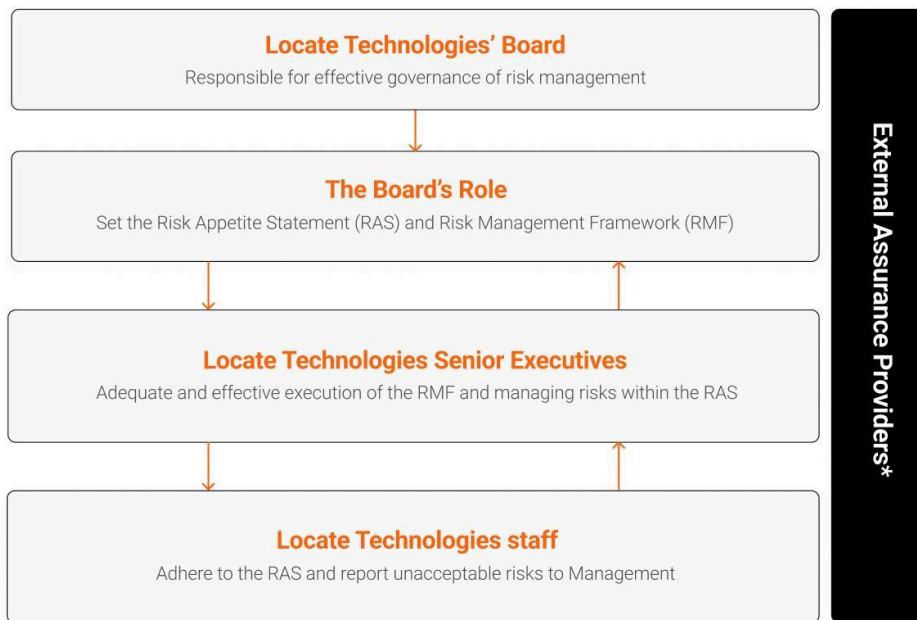 Locate Technologies’ Board
Responsible for effective governance of risk management
The Board’s Role
Set the Risk Appetite Statement (RAS) and Risk Management Framework (RMF)
Locate Technologies Senior Executives
Adequate and effective execution of the RMF and managing risks within the RAS
Locate Technologies staff
Adhere to the RAS and report unacceptable risks to Management
External Assurance Providers*